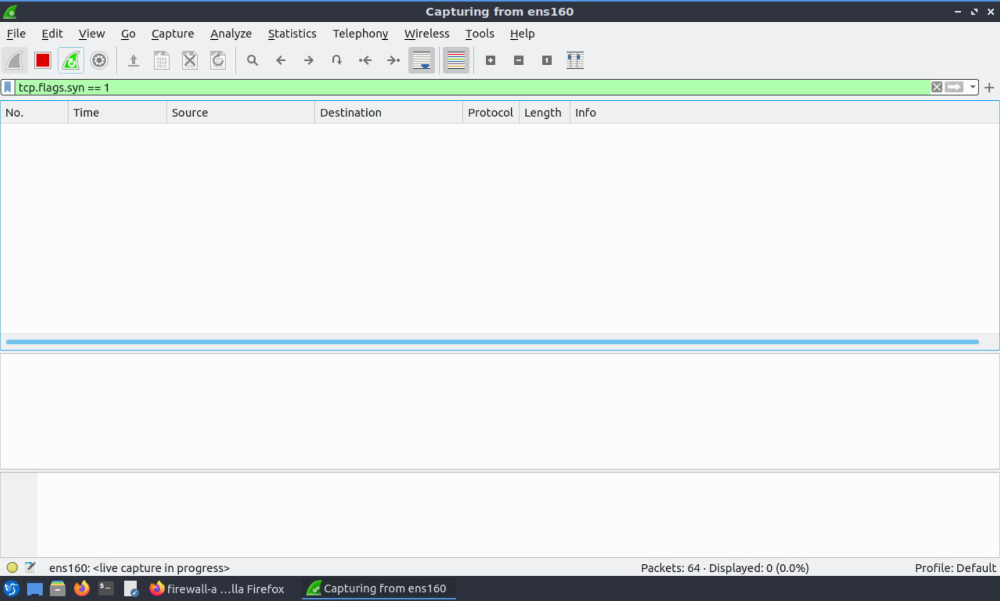 Capturing from ens160
File Edit View Go Capture Analyze Statistics Telephony Wireless Tools Help
tcp.flags.syn == 1
No. Time Source Destination Protocol Length Info
ens160: <live capture in progress> Packets: 64 · Displayed: 0 (0.0%) Profile: Default
firewall-a ...lla Firefox Capturing from ens160